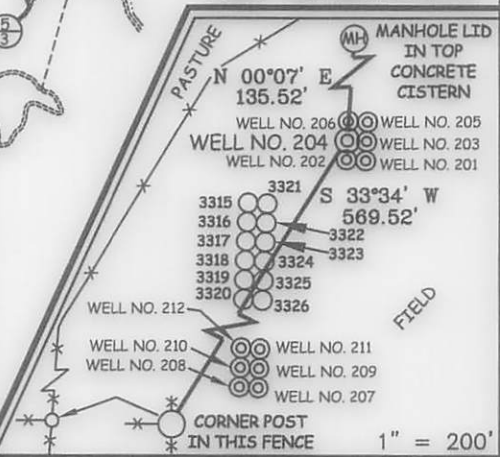 5
3
PASTURE
MH
MANHOLE LID
IN TOP
CONCRETE
CISTERN
N 00°07' E
135.52'
WELL NO. 206
WELL NO. 205
WELL NO. 204
WELL NO. 203
WELL NO. 202
WELL NO. 201
S 33°34' W
569.52'
3321
3315
3316
3322
3317
3323
3318
3324
3319
3325
3320
3326
FIELD
WELL NO. 212
WELL NO. 210
WELL NO. 211
WELL NO. 208
WELL NO. 209
WELL NO. 207
CORNER POST
IN THIS FENCE
1" = 200'